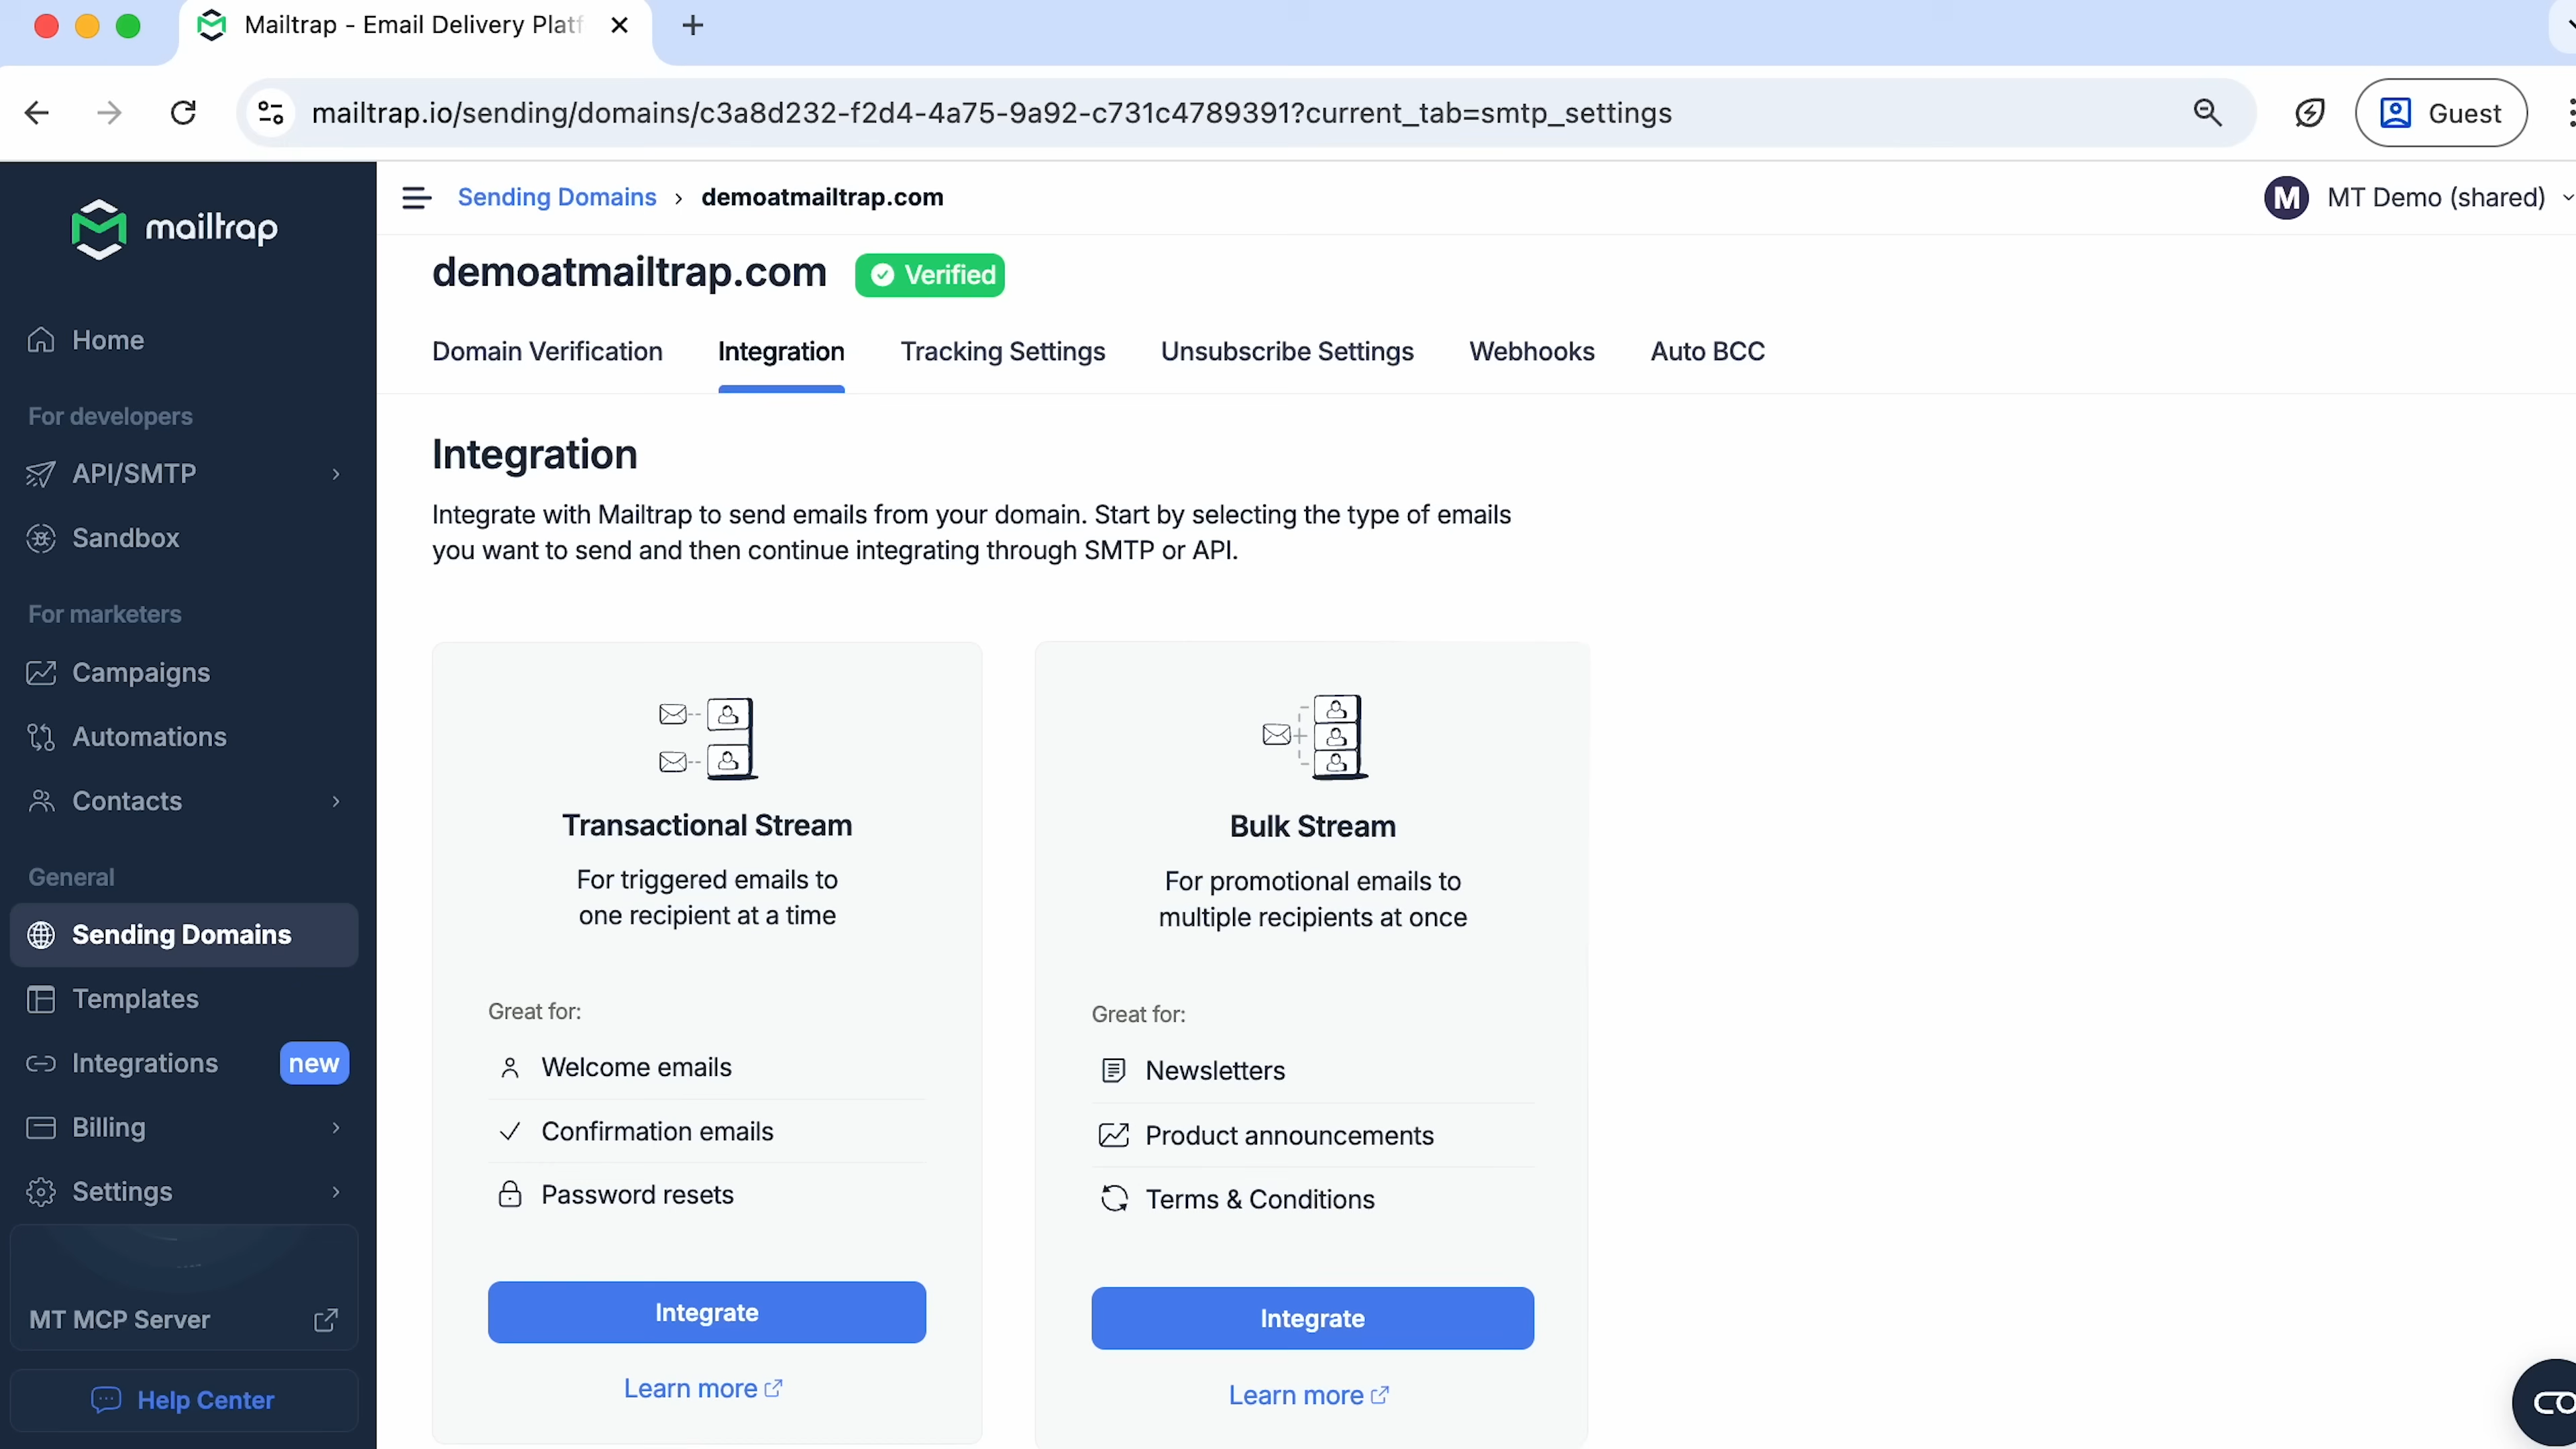 Mailtrap - Email Delivery Platf
mailtrap.io/sending/domains/c3a8d232-f2d4-4a75-9a92-c731c4789391?current_tab=smtp_settings
Guest
mailtrap
Sending Domains › demoatmailtrap.com
M MT Demo (shared)
demoatmailtrap.com
Verified
Domain Verification
Integration
Tracking Settings
Unsubscribe Settings
Webhooks
Auto BCC
Home
For developers
API/SMTP
Sandbox
For marketers
Campaigns
Automations
Contacts
General
Sending Domains
Templates
Integrations new
Billing
Settings
MT MCP Server
Help Center
Integration
Integrate with Mailtrap to send emails from your domain. Start by selecting the type of emails
you want to send and then continue integrating through SMTP or API.
Transactional Stream
For triggered emails to
one recipient at a time
Great for:
Welcome emails
Confirmation emails
Password resets
Integrate
Learn more
Bulk Stream
For promotional emails to
multiple recipients at once
Great for:
Newsletters
Product announcements
Terms & Conditions
Integrate
Learn more